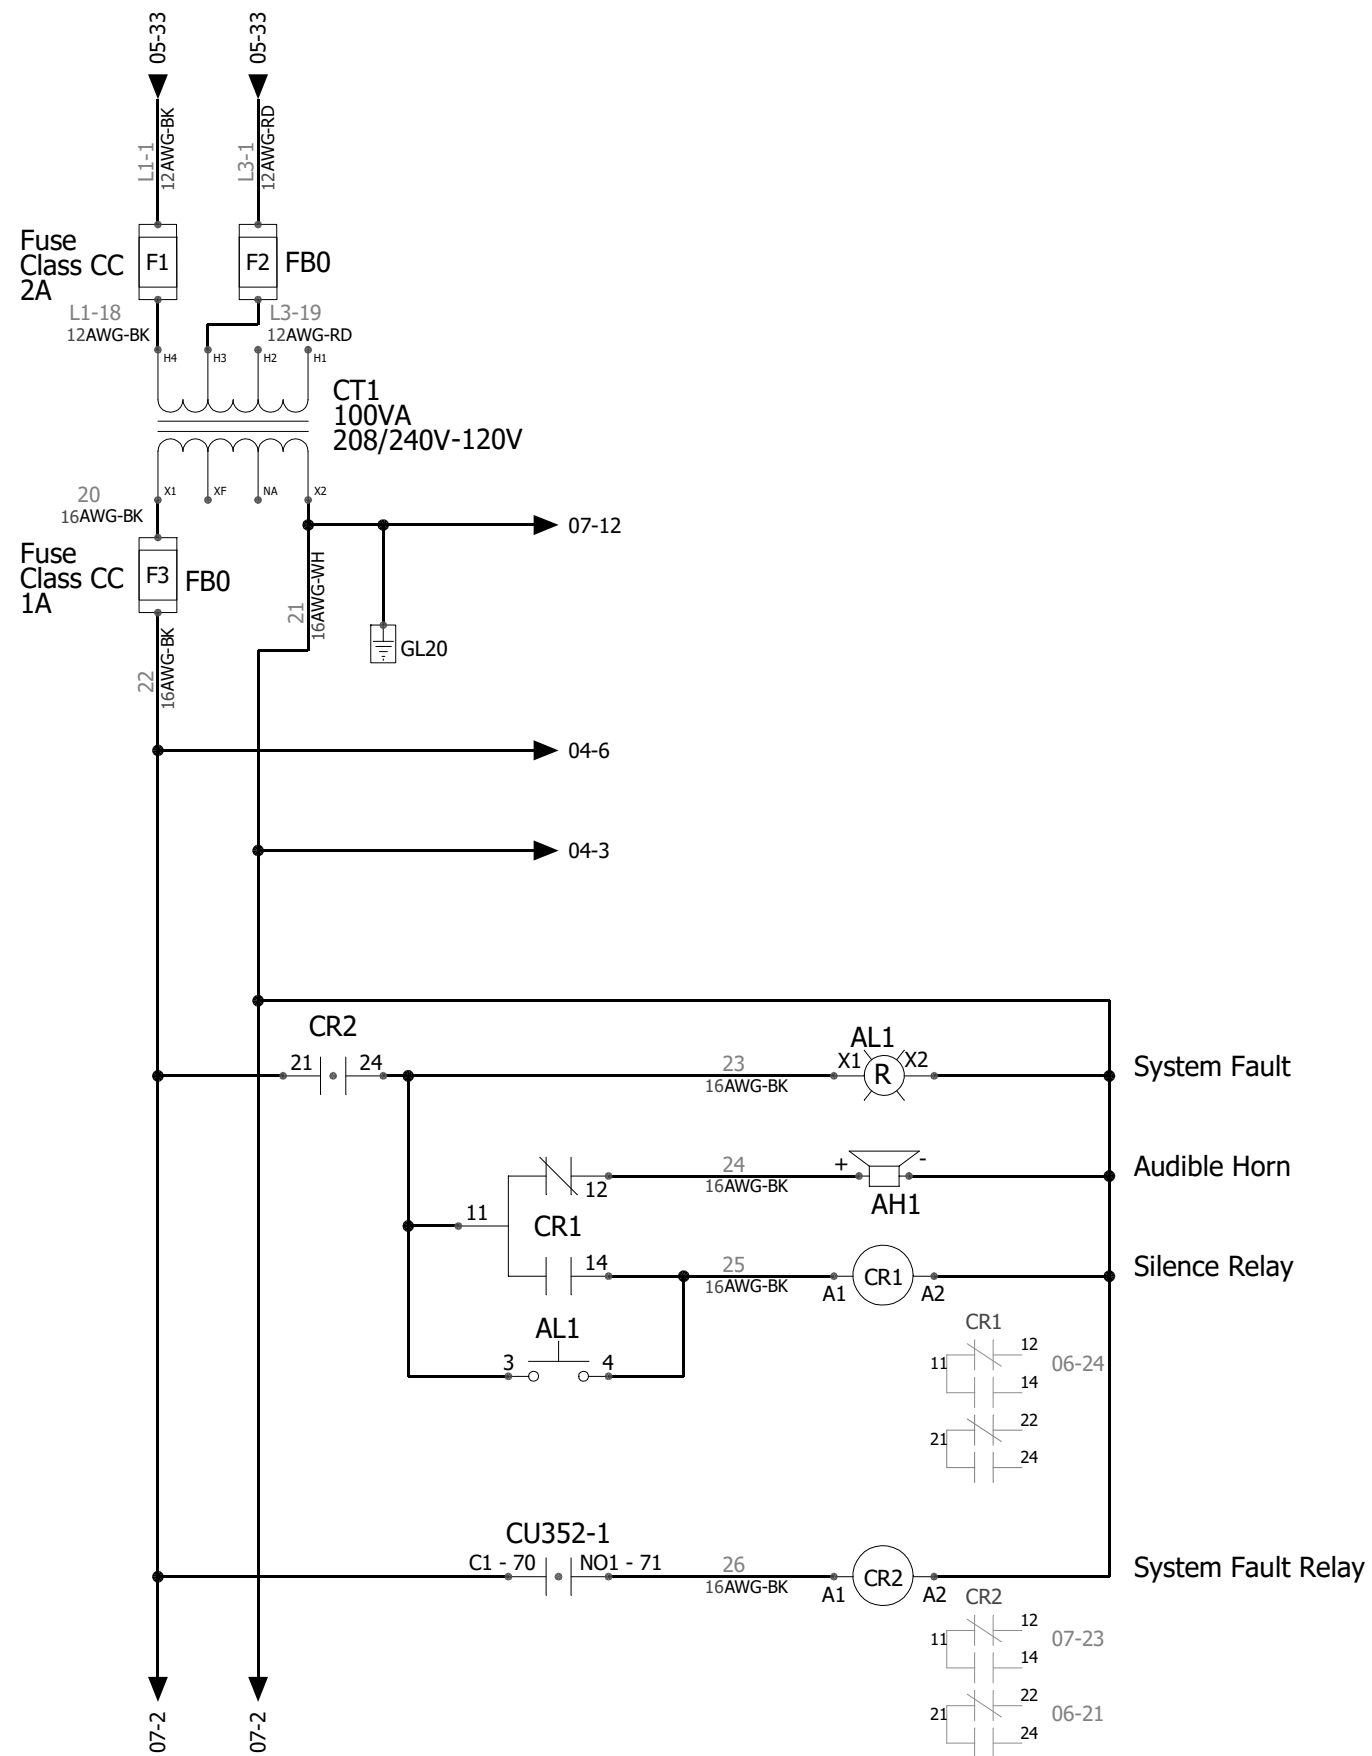 05-33
05-33
L1-1
12AWG-BK
L3-1
12AWG-RD
Fuse
Class CC
2A
F1
F2
FB0
L1-18
12AWG-BK
L3-19
12AWG-RD
H4
H3
H2
H1
CT1
100VA
208/240V-120V
X1
XF
NA
X2
20
16AWG-BK
07-12
Fuse
Class CC
1A
F3
FB0
21
16AWG-WH
GL20
22
16AWG-BK
04-6
04-3
CR2
21
24
23
16AWG-BK
AL1
X1
R
X2
System Fault
12
24
16AWG-BK
+
-
AH1
Audible Horn
11
CR1
14
25
16AWG-BK
A1
CR1
A2
Silence Relay
AL1
3
4
CR1
11
12
14
06-24
21
22
24
CU352-1
C1 - 70
NO1 - 71
26
16AWG-BK
A1
CR2
A2
System Fault Relay
CR2
11
12
14
07-23
21
22
24
06-21
07-2
07-2